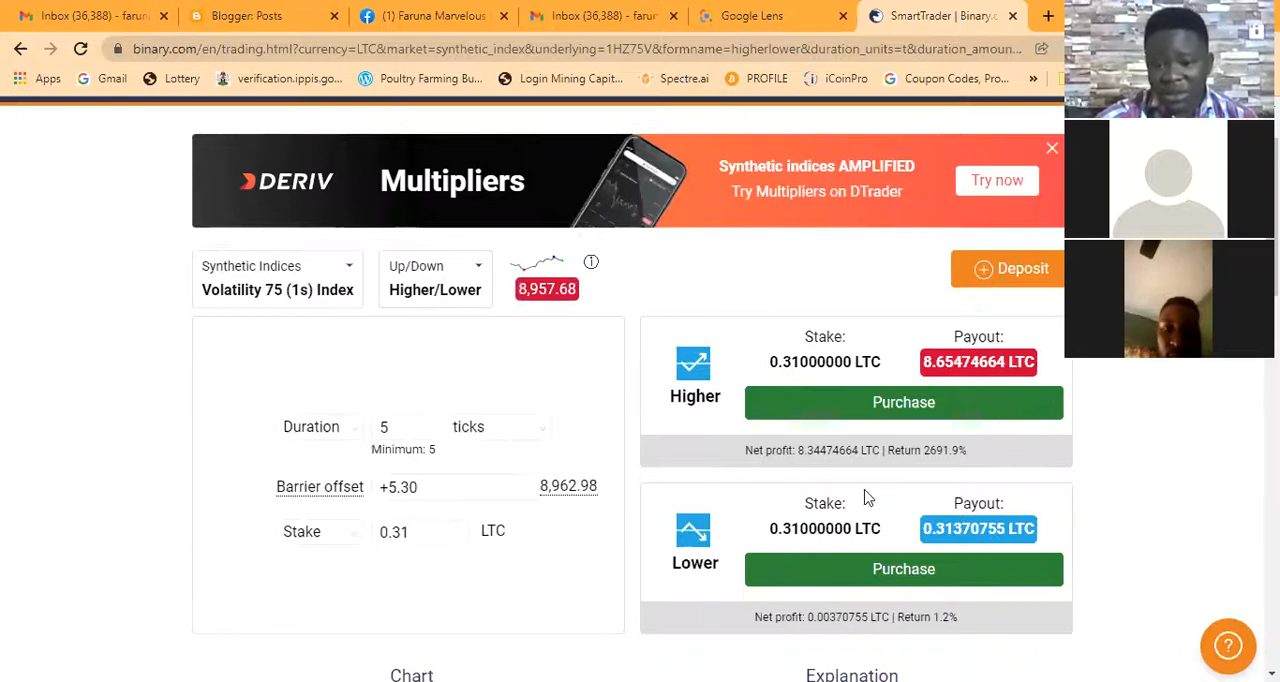 Inbox (36,388) - farun
Blogger: Posts
(1) Faruna Marvelous
Inbox (36,388) - farun
Google Lens
SmartTrader | Binary.c
binary.com/en/trading.html?currency=LTC&market=synthetic_index&underlying=1HZ75V&formname=higherlower&duration_units=t&duration_amoun...
Apps
Gmail
Lottery
verification.ippis.go...
Poultry Farming Bu...
Login Mining Capit...
Spectre.ai
PROFILE
iCoinPro
Coupon Codes, Pro...
»
DERIV
Multipliers
Synthetic indices AMPLIFIED
Try Multipliers on DTrader
Try now
Synthetic Indices
Volatility 75 (1s) Index
Up/Down
Higher/Lower
8,957.68
1
Deposit
Duration 5 ticks
Minimum: 5
Barrier offset +5.30 8,962.98
Stake 0.31 LTC
Higher
Stake:
0.31000000 LTC
Payout:
8.65474664 LTC
Purchase
Net profit: 8.34474664 LTC | Return 2691.9%
Lower
Stake:
0.31000000 LTC
Payout:
0.31370755 LTC
Purchase
Net profit: 0.00370755 LTC | Return 1.2%
?
Chart
Explanation